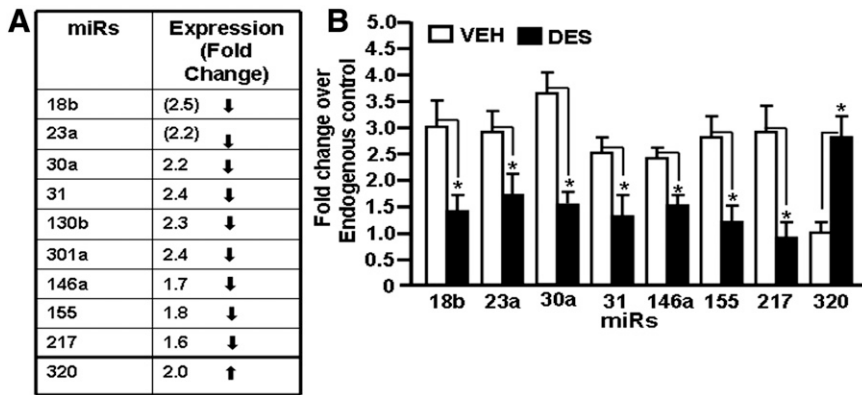 A
miRs Expression (Fold Change)
18b (2.5) ⬇
23a (2.2) ⬇
30a 2.2 ⬇
31 2.4 ⬇
130b 2.3 ⬇
301a 2.4 ⬇
146a 1.7 ⬇
155 1.8 ⬇
217 1.6 ⬇
320 2.0 ⬆
B
Fold change over
Endogenous control
5.0
4.5
4.0
3.5
3.0
2.5
2.0
1.5
1.0
.5
0
VEH DES
* * * * * * * *
18b 23a 30a 31 146a 155 217 320
miRs